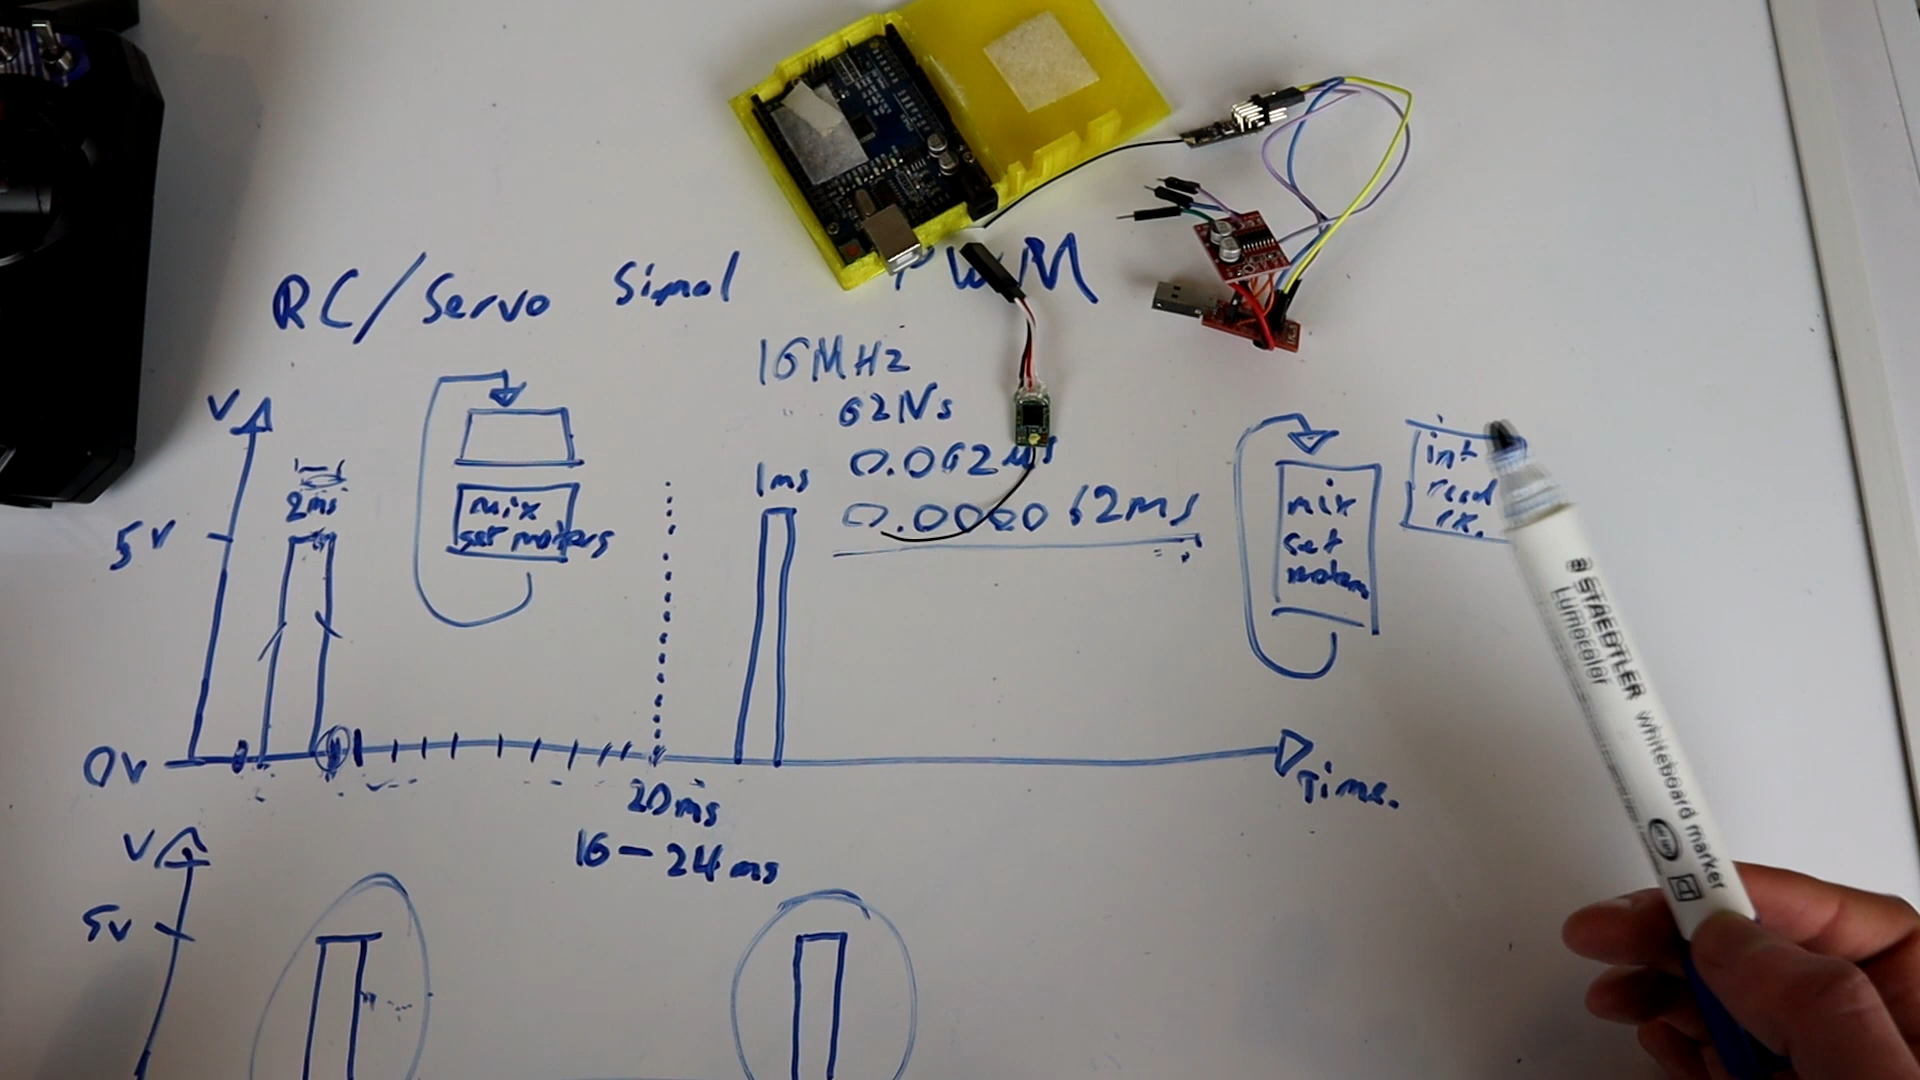 RC/Servo Signal PWM
16MHz
62Ns
0.062µs
0.000062ms
V
5V
0V
2ms
mix
set motors
1ms
mix
set
motors
int
read
rx.
20ms
16-24ms
Time.
V
5V
STAEDTLER
Lumocolor
whiteboard marker